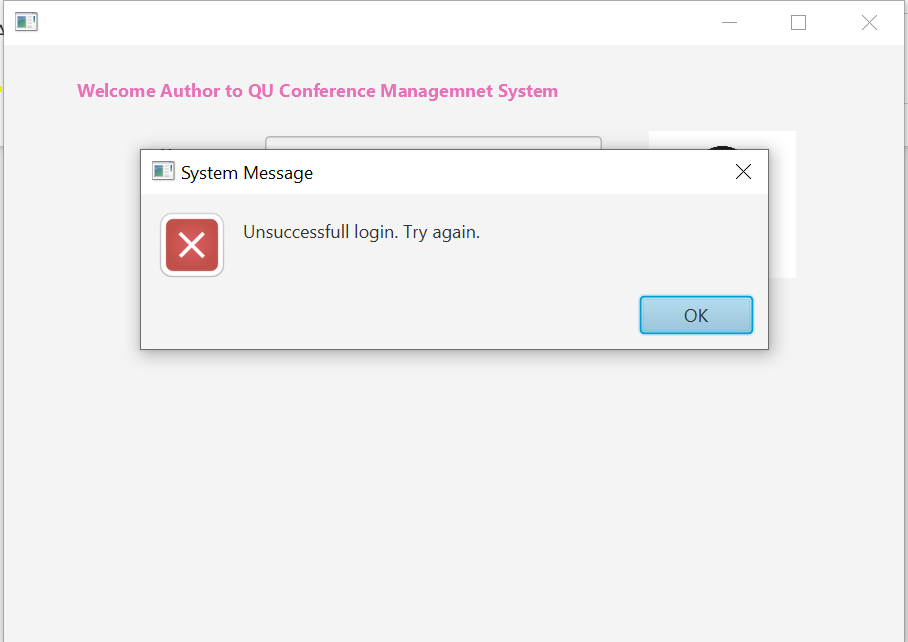 Welcome Author to QU Conference Managemnet System
System Message
Unsuccessfull login. Try again.
OK